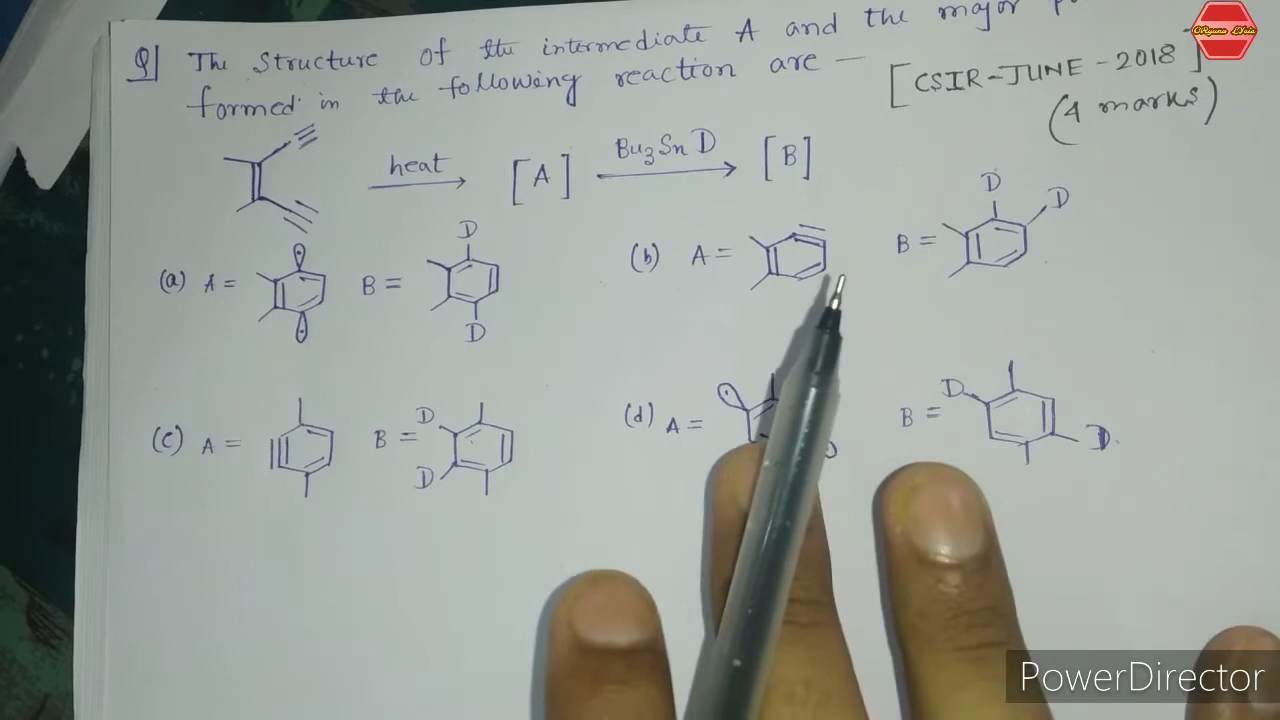 Q| The structure of the intermediate A and the major
formed in the following reaction are — [CSIR-JUNE-2018]
(4 marks)
heat [A] Bu3SnD [B]
(a) A = B = D D
(b) A = B = D D
(c) A = B = D D
(d) A = B = D D
PowerDirector